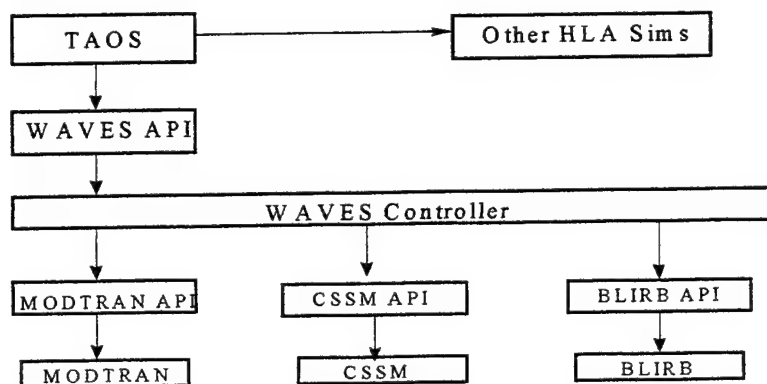 TAOS
Other HLA Sims
WAVES API
WAVES Controller
MODTRAN API
CSSM API
BLIRB API
MODTRAN
CSSM
BLIRB